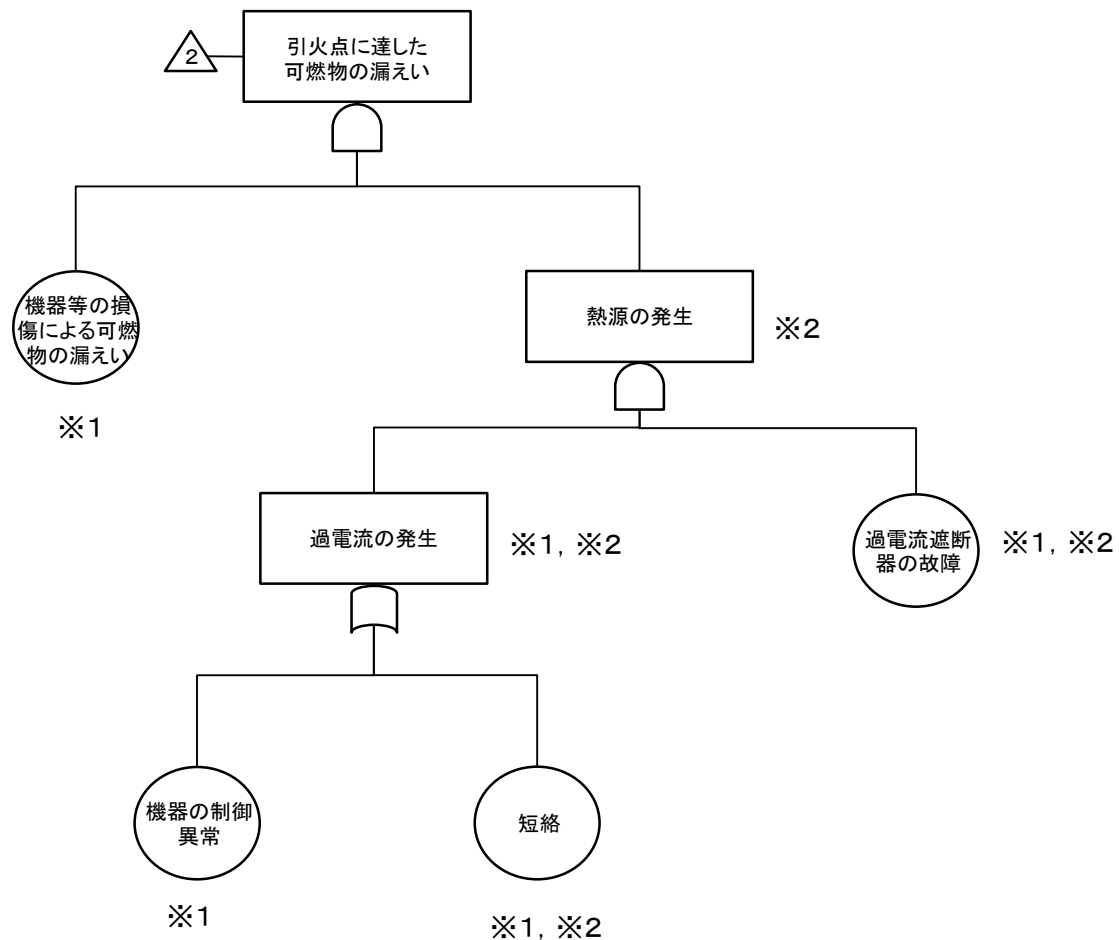 2
引火点に達した
可燃物の漏えい
機器等の損
傷による可燃
物の漏えい
※1
熱源の発生
※2
過電流の発生
※1，※2
過電流遮断
器の故障
※1，※2
機器の制御
異常
※1
短絡
※1，※2